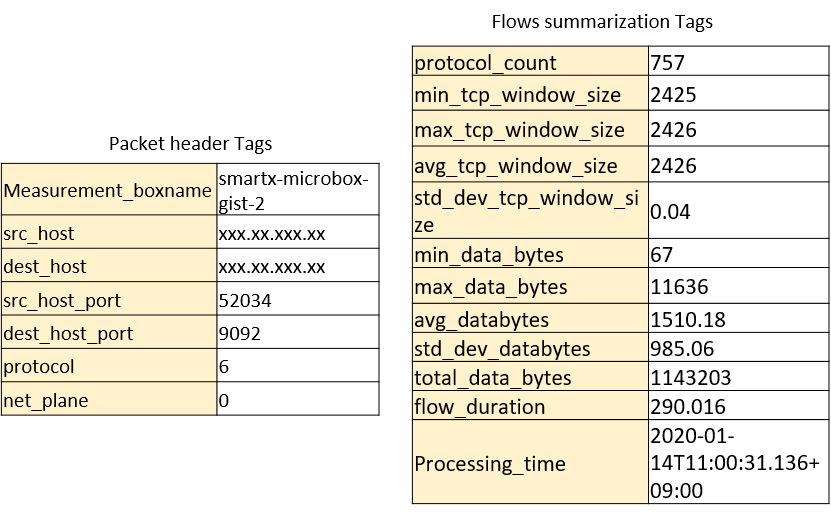 Packet header Tags
Measurement_boxname smartx-microbox-
gist-2
src_host xxx.xx.xxx.xx
dest_host xxx.xx.xxx.xx
src_host_port 52034
dest_host_port 9092
protocol 6
net_plane 0
Flows summarization Tags
protocol_count 757
min_tcp_window_size 2425
max_tcp_window_size 2426
avg_tcp_window_size 2426
std_dev_tcp_window_si
ze 0.04
min_data_bytes 67
max_data_bytes 11636
avg_databytes 1510.18
std_dev_databytes 985.06
total_data_bytes 1143203
flow_duration 290.016
Processing_time 2020-01-
14T11:00:31.136+
09:00